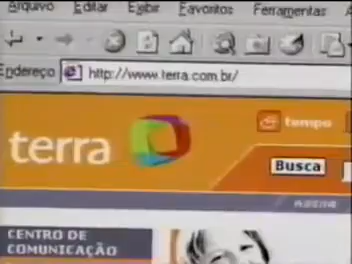 Arquivo Editar Exibir Favoritos Ferramentas A
Endereço http://www.terra.com.br/
terra
tempo
Busca
CENTRO DE
COMUNICAÇÃO